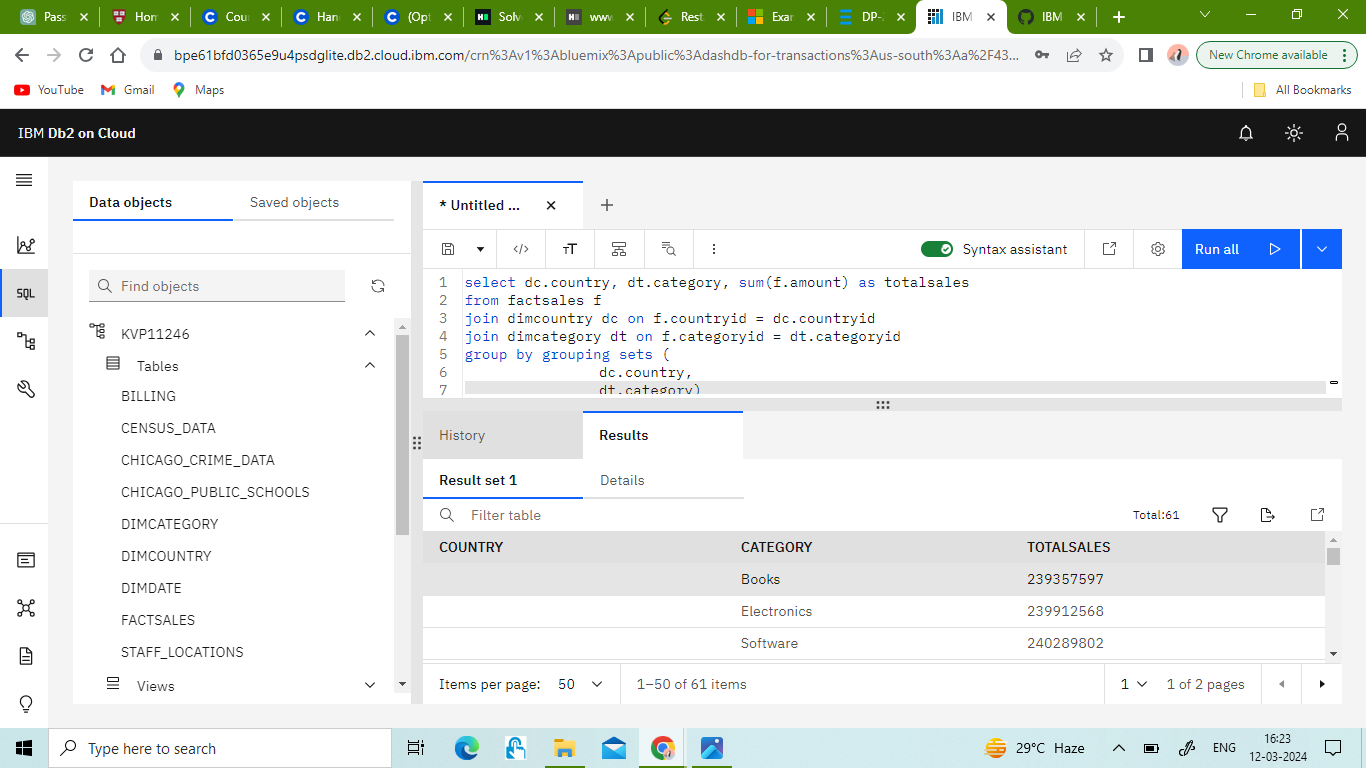 Pass
Hom
Cour
Hand
(Opt
Solve
www
Rest
Exan
DP-
IBM
IBM
bpe61bfd0365e9u4psdglite.db2.cloud.ibm.com/crn%3Av1%3Abluemix%3Apublic%3Adashdb-for-transactions%3Aus-south%3Aa%2F43...
New Chrome available
YouTube
Gmail
Maps
All Bookmarks
IBM Db2 on Cloud
Data objects
Saved objects
Find objects
KVP11246
Tables
BILLING
CENSUS_DATA
CHICAGO_CRIME_DATA
CHICAGO_PUBLIC_SCHOOLS
DIMCATEGORY
DIMCOUNTRY
DIMDATE
FACTSALES
STAFF_LOCATIONS
Views
SQL
* Untitled ...
Syntax assistant
Run all
1 select dc.country, dt.category, sum(f.amount) as totalsales
2 from factsales f
3 join dimcountry dc on f.countryid = dc.countryid
4 join dimcategory dt on f.categoryid = dt.categoryid
5 group by grouping sets (
6 dc.country,
7 dt.category)
History
Results
Result set 1
Details
Filter table
Total:61
COUNTRY CATEGORY TOTALSALES
Books 239357597
Electronics 239912568
Software 240289802
Items per page: 50
1–50 of 61 items
1
1 of 2 pages
Type here to search
29°C Haze
ENG
16:23
12-03-2024